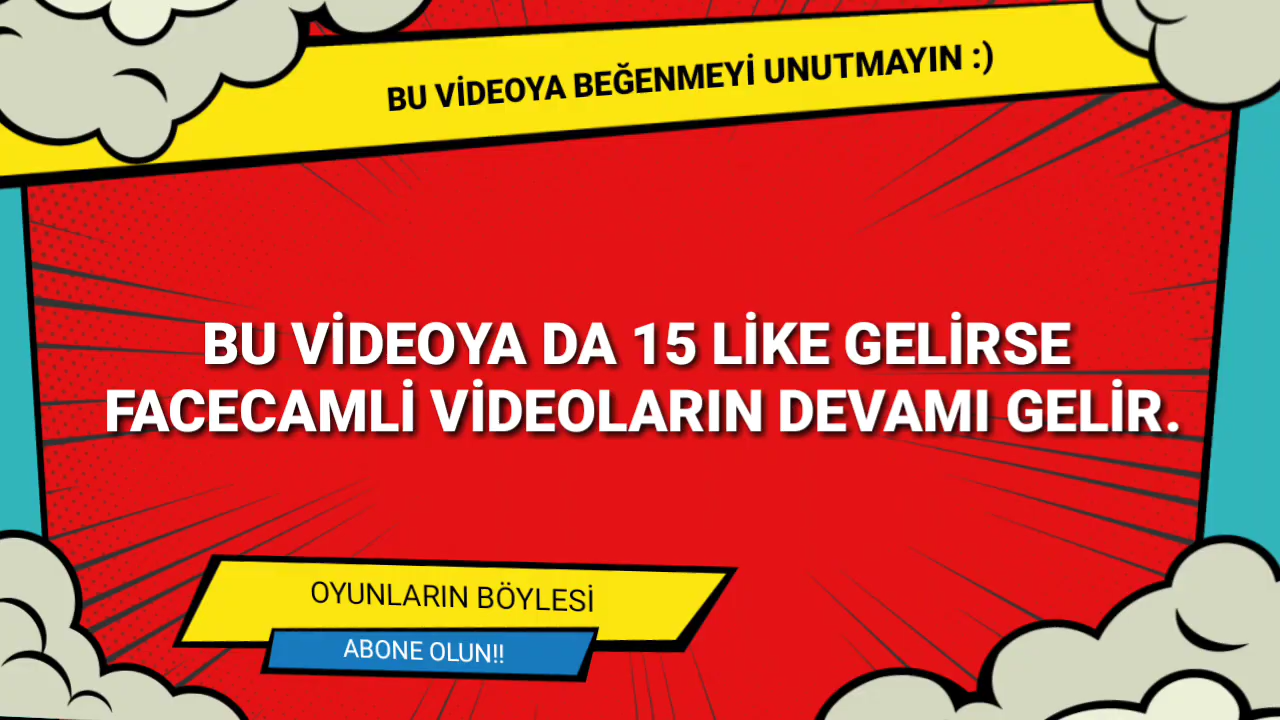 BU VİDEOYA BEĞENMEYİ UNUTMAYIN :)
BU VİDEOYA DA 15 LİKE GELİRSE
FACECAMLİ VİDEOLARIN DEVAMI GELİR.
OYUNLARIN BÖYLESİ
ABONE OLUN!!